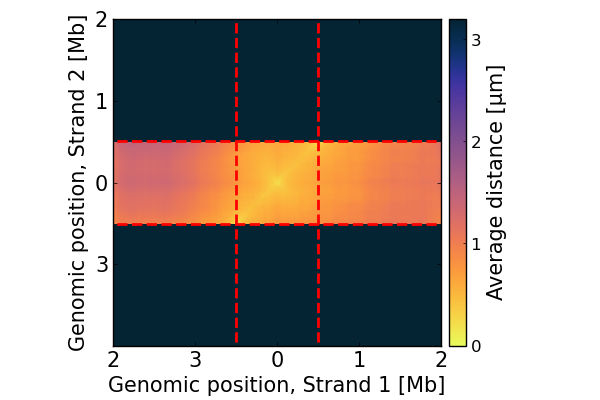 2
1
0
3
Genomic position, Strand 2 [Mb]
2 3 0 1 2
Genomic position, Strand 1 [Mb]
3
2
1
0
Average distance [μm]